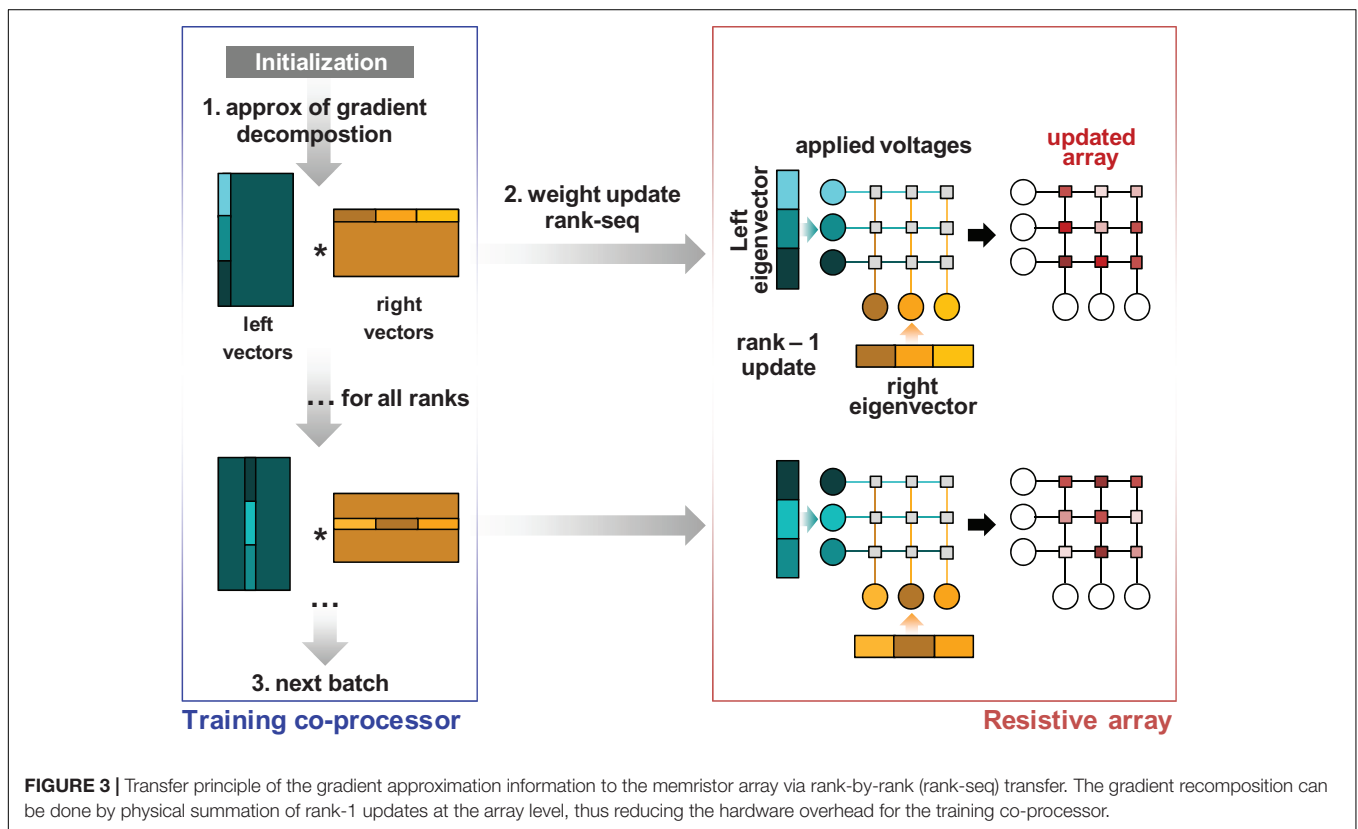 Initialization
1. approx of gradient
decompostion
*
left
vectors
right
vectors
... for all ranks
*
...
3. next batch
Training co-processor
2. weight update
rank-seq
applied voltages
updated
array
Left
eigenvector
rank – 1
update
right
eigenvector
Resistive array
FIGURE 3 | Transfer principle of the gradient approximation information to the memristor array via rank-by-rank (rank-seq) transfer. The gradient recomposition can
be done by physical summation of rank-1 updates at the array level, thus reducing the hardware overhead for the training co-processor.